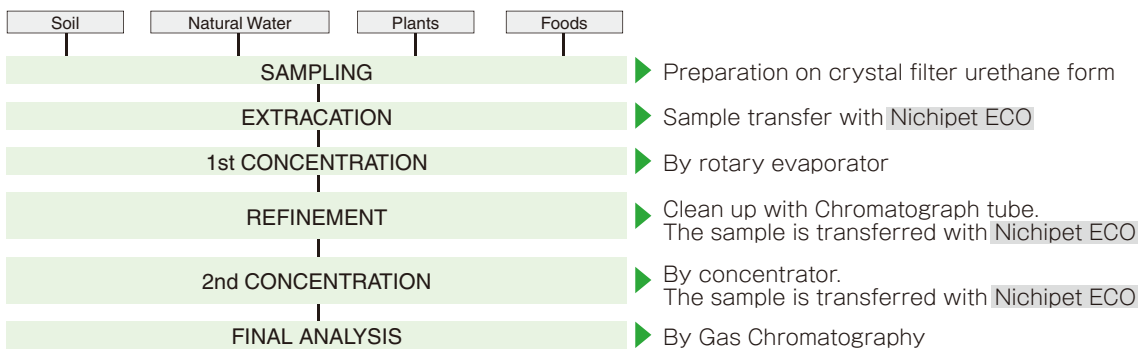 Soil
Natural Water
Plants
Foods
SAMPLING
Preparation on crystal filter urethane form
EXTRACATION
Sample transfer with Nichipet ECO
1st CONCENTRATION
By rotary evaporator
REFINEMENT
Clean up with Chromatograph tube.
The sample is transferred with Nichipet ECO
2nd CONCENTRATION
By concentrator.
The sample is transferred with Nichipet ECO
FINAL ANALYSIS
By Gas Chromatography